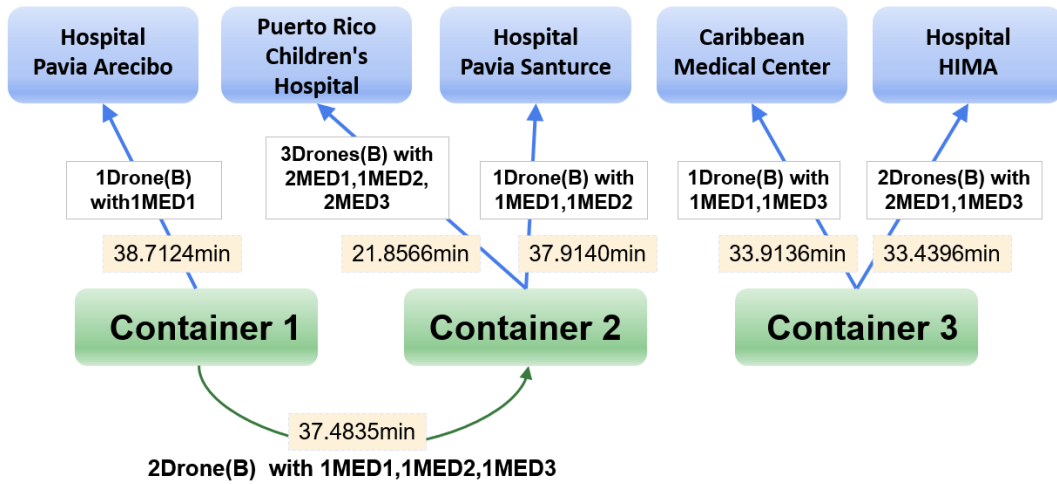 Hospital
Pavia Arecibo
Puerto Rico
Children's
Hospital
Hospital
Pavia Santurce
Caribbean
Medical Center
Hospital
HIMA
1Drone(B)
with1MED1
3Drones(B) with
2MED1,1MED2,
2MED3
1Drone(B) with
1MED1,1MED2
1Drone(B) with
1MED1,1MED3
2Drones(B) with
2MED1,1MED3
38.7124min
21.8566min
37.9140min
33.9136min
33.4396min
Container 1
Container 2
Container 3
37.4835min
2Drone(B) with 1MED1,1MED2,1MED3